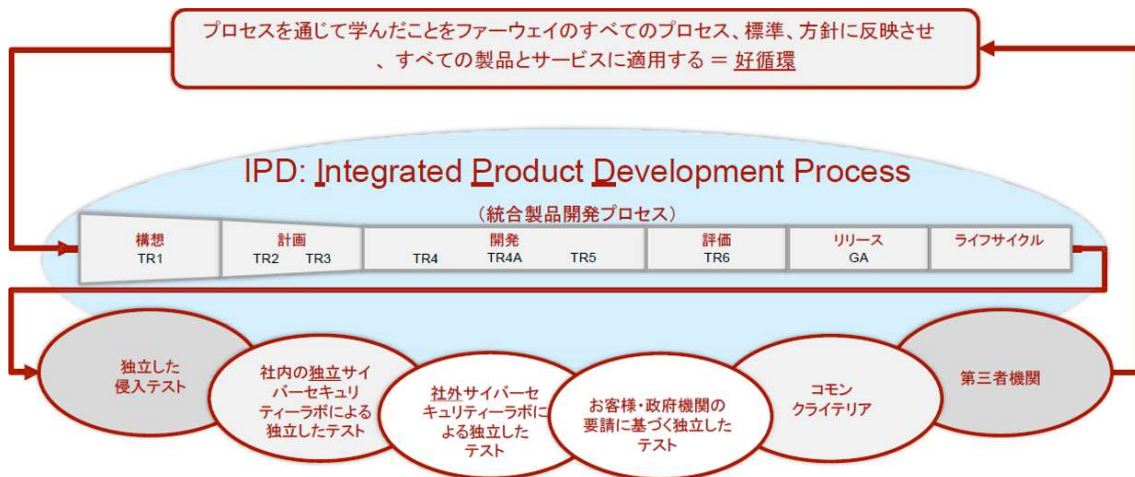 プロセスを通じて学んだことをファーウェイのすべてのプロセス、標準、方針に反映させ
、すべての製品とサービスに適用する = 好循環
IPD: Integrated Product Development Process
(統合製品開発プロセス)
構想
TR1
計画
TR2 TR3
開発
TR4 TR4A TR5
評価
TR6
リリース
GA
ライフサイクル
独立した
侵入テスト
社内の独立サイ
バーセキュリ
ティーラボによる
独立したテスト
社外サイバーセ
キュリティーラボに
よる独立した
テスト
お客様・政府機関の
要請に基づく独立した
テスト
コモン
クライテリア
第三者機関